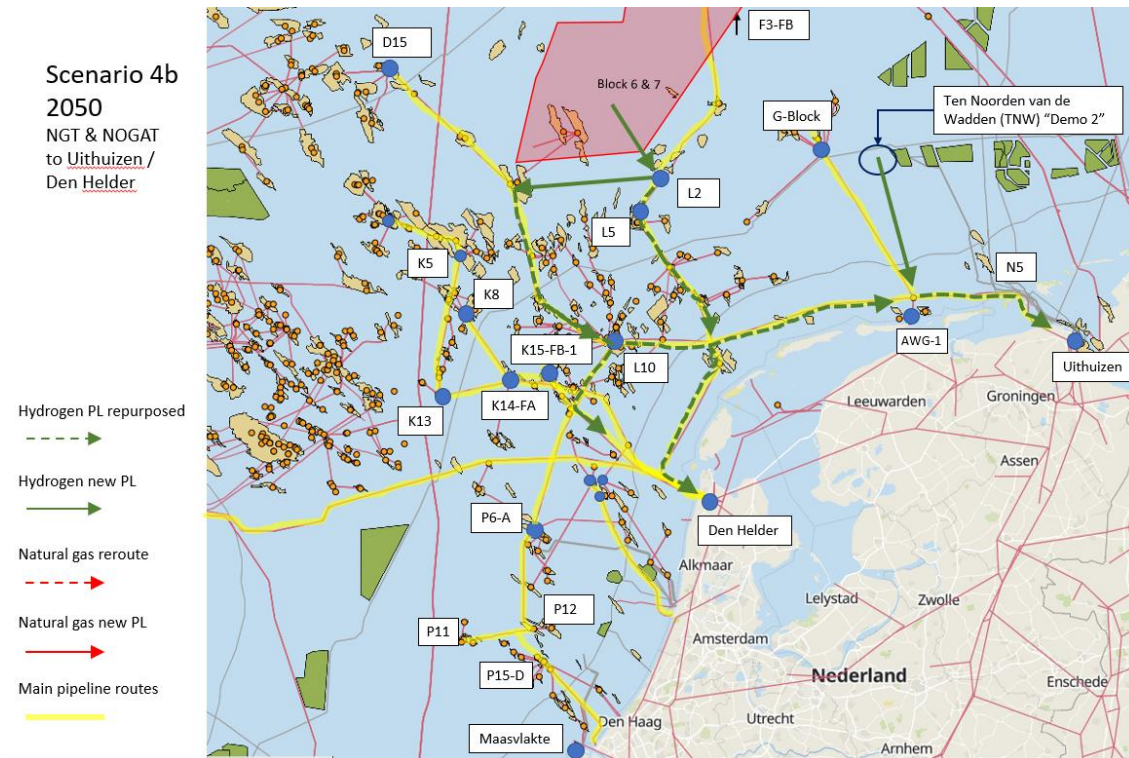 Scenario 4b
2050
NGT & NOGAT
to Uithuizen /
Den Helder
Hydrogen PL repurposed
Hydrogen new PL
Natural gas reroute
Natural gas new PL
Main pipeline routes
D15
F3-FB
Block 6 & 7
G-Block
Ten Noorden van de
Wadden (TNW) “Demo 2”
L2
L5
K5
N5
K8
K15-FB-1
L10
AWG-1
Uithuizen
K13
K14-FA
Leeuwarden
Groningen
Assen
P6-A
Den Helder
Alkmaar
Lelystad
Zwolle
P12
P11
Amsterdam
P15-D
Nederland
Enschede
Den Haag
Utrecht
Maasvlakte
Arnhem